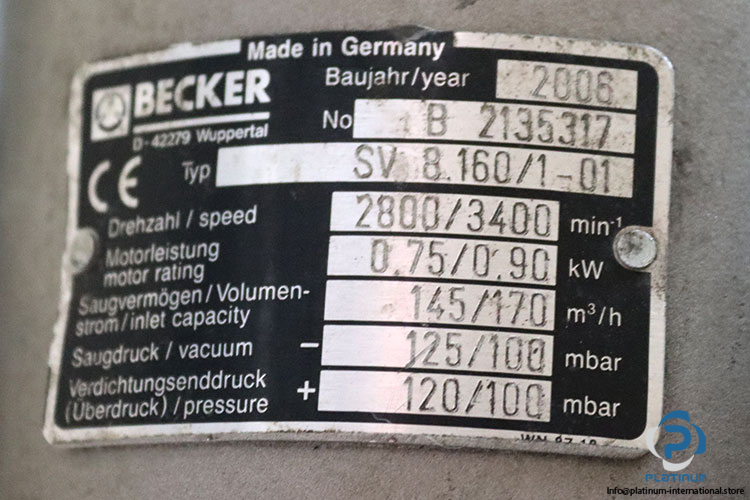 Made in Germany
BECKER
D-42279 Wuppertal
Baujahr/year 2006
No B 2135317
CE Typ SV 8.160/1-01
Drehzahl / speed 2800/3400 min-1
Motorleistung
motor rating 0.75/0.90 kW
Saugvermögen/Volumen-
strom/inlet capacity 145/170 m³/h
Saugdruck / vacuum − 125/100 mbar
Verdichtungsenddruck
(Überdruck) / pressure + 120/100 mbar
PLATINUM
info@platinum-international.store